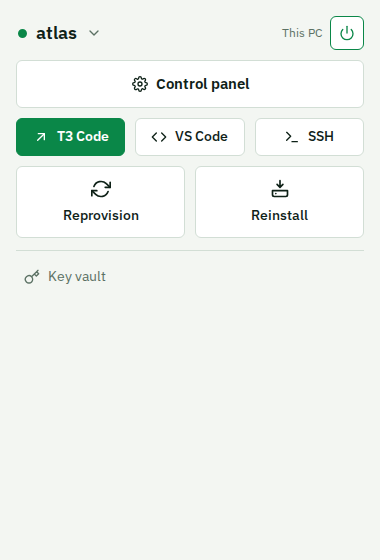 atlas
This PC
Control panel
T3 Code
VS Code
SSH
Reprovision
Reinstall
Key vault